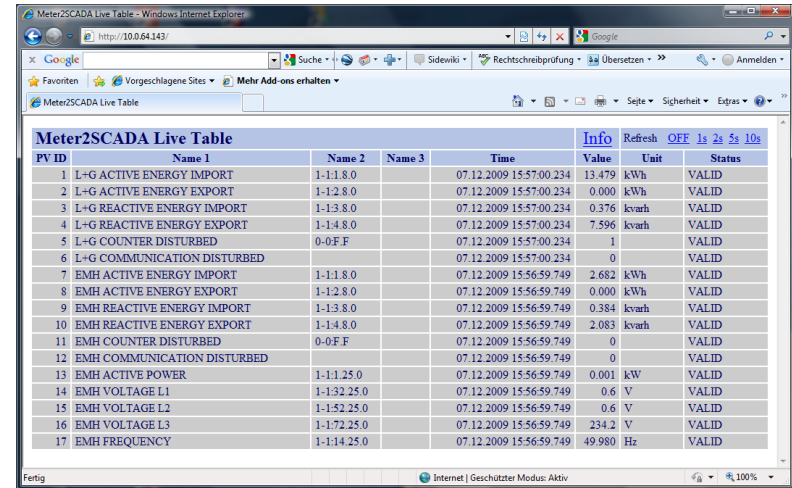 Meter2SCADA Live Table - Windows Internet Explorer
http://10.0.64.143/ Google
x Google Suche Sidewiki Rechtschreibprüfung Übersetzen >> Anmelden
Favoriten Vorgeschlagene Sites Mehr Add-ons erhalten
Meter2SCADA Live Table Seite Sicherheit Extras >>
Meter2SCADA Live Table Info Refresh OFF 1s 2s 5s 10s
PV ID Name 1 Name 2 Name 3 Time Value Unit Status
1 L+G ACTIVE ENERGY IMPORT 1-1:1.8.0 07.12.2009 15:57:00.234 13.479 kWh VALID
2 L+G ACTIVE ENERGY EXPORT 1-1:2.8.0 07.12.2009 15:57:00.234 0.000 kWh VALID
3 L+G REACTIVE ENERGY IMPORT 1-1:3.8.0 07.12.2009 15:57:00.234 0.376 kvarh VALID
4 L+G REACTIVE ENERGY EXPORT 1-1:4.8.0 07.12.2009 15:57:00.234 7.596 kvarh VALID
5 L+G COUNTER DISTURBED 0-0:F.F 07.12.2009 15:57:00.234 1 VALID
6 L+G COMMUNICATION DISTURBED 07.12.2009 15:57:00.234 0 VALID
7 EMH ACTIVE ENERGY IMPORT 1-1:1.8.0 07.12.2009 15:56:59.749 2.682 kWh VALID
8 EMH ACTIVE ENERGY EXPORT 1-1:2.8.0 07.12.2009 15:56:59.749 0.000 kWh VALID
9 EMH REACTIVE ENERGY IMPORT 1-1:3.8.0 07.12.2009 15:56:59.749 0.384 kvarh VALID
10 EMH REACTIVE ENERGY EXPORT 1-1:4.8.0 07.12.2009 15:56:59.749 2.083 kvarh VALID
11 EMH COUNTER DISTURBED 0-0:F.F 07.12.2009 15:56:59.749 0 VALID
12 EMH COMMUNICATION DISTURBED 07.12.2009 15:56:59.749 0 VALID
13 EMH ACTIVE POWER 1-1:1.25.0 07.12.2009 15:56:59.749 0.001 kW VALID
14 EMH VOLTAGE L1 1-1:32.25.0 07.12.2009 15:56:59.749 0.6 V VALID
15 EMH VOLTAGE L2 1-1:52.25.0 07.12.2009 15:56:59.749 0.6 V VALID
16 EMH VOLTAGE L3 1-1:72.25.0 07.12.2009 15:56:59.749 234.2 V VALID
17 EMH FREQUENCY 1-1:14.25.0 07.12.2009 15:56:59.749 49.980 Hz VALID
Fertig Internet | Geschützter Modus: Aktiv 100%